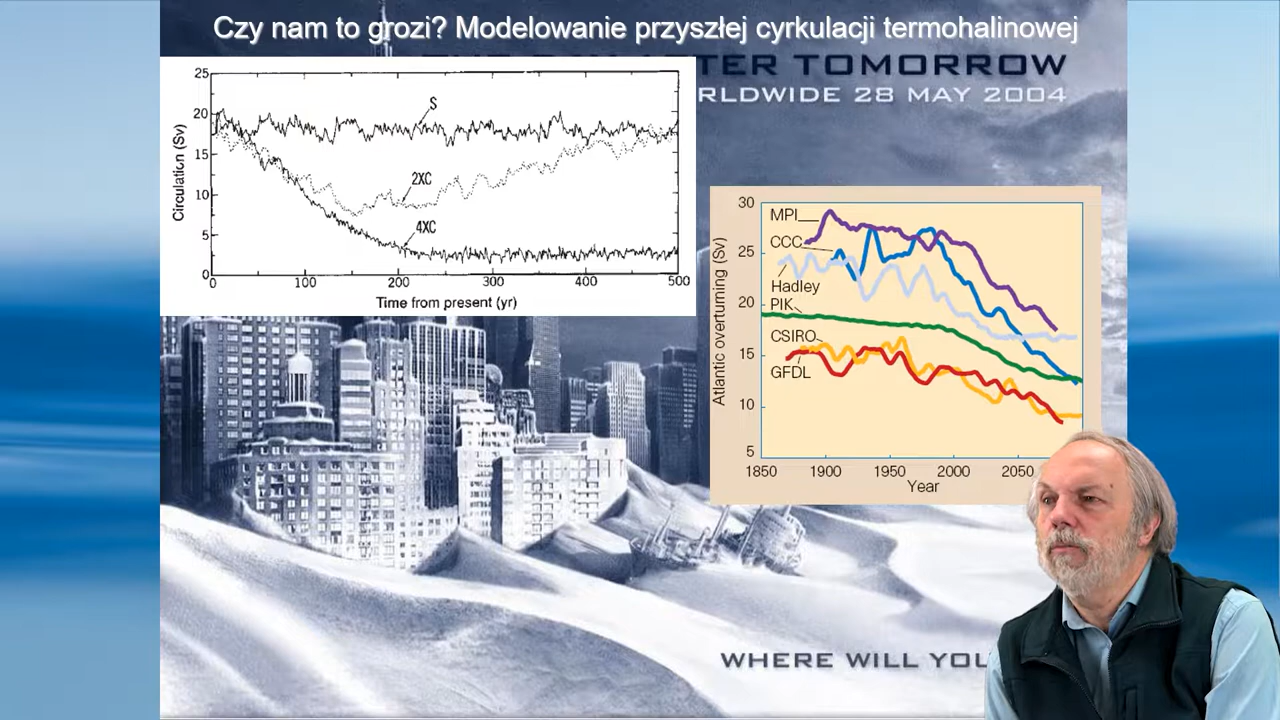 Czy nam to grozi? Modelowanie przyszłej cyrkulacji termohalinowej
TER TOMORROW
RLDWIDE 28 MAY 2004
25
20
15
10
5
0
Circulation (Sv)
S
2XC
4XC
0
100
200
300
400
500
Time from present (yr)
30
25
20
15
10
5
Atlantic overturning (Sv)
MPI
CCC
Hadley
PIK
CSIRO
GFDL
1850
1900
1950
2000
2050
Year
WHERE WILL YOU